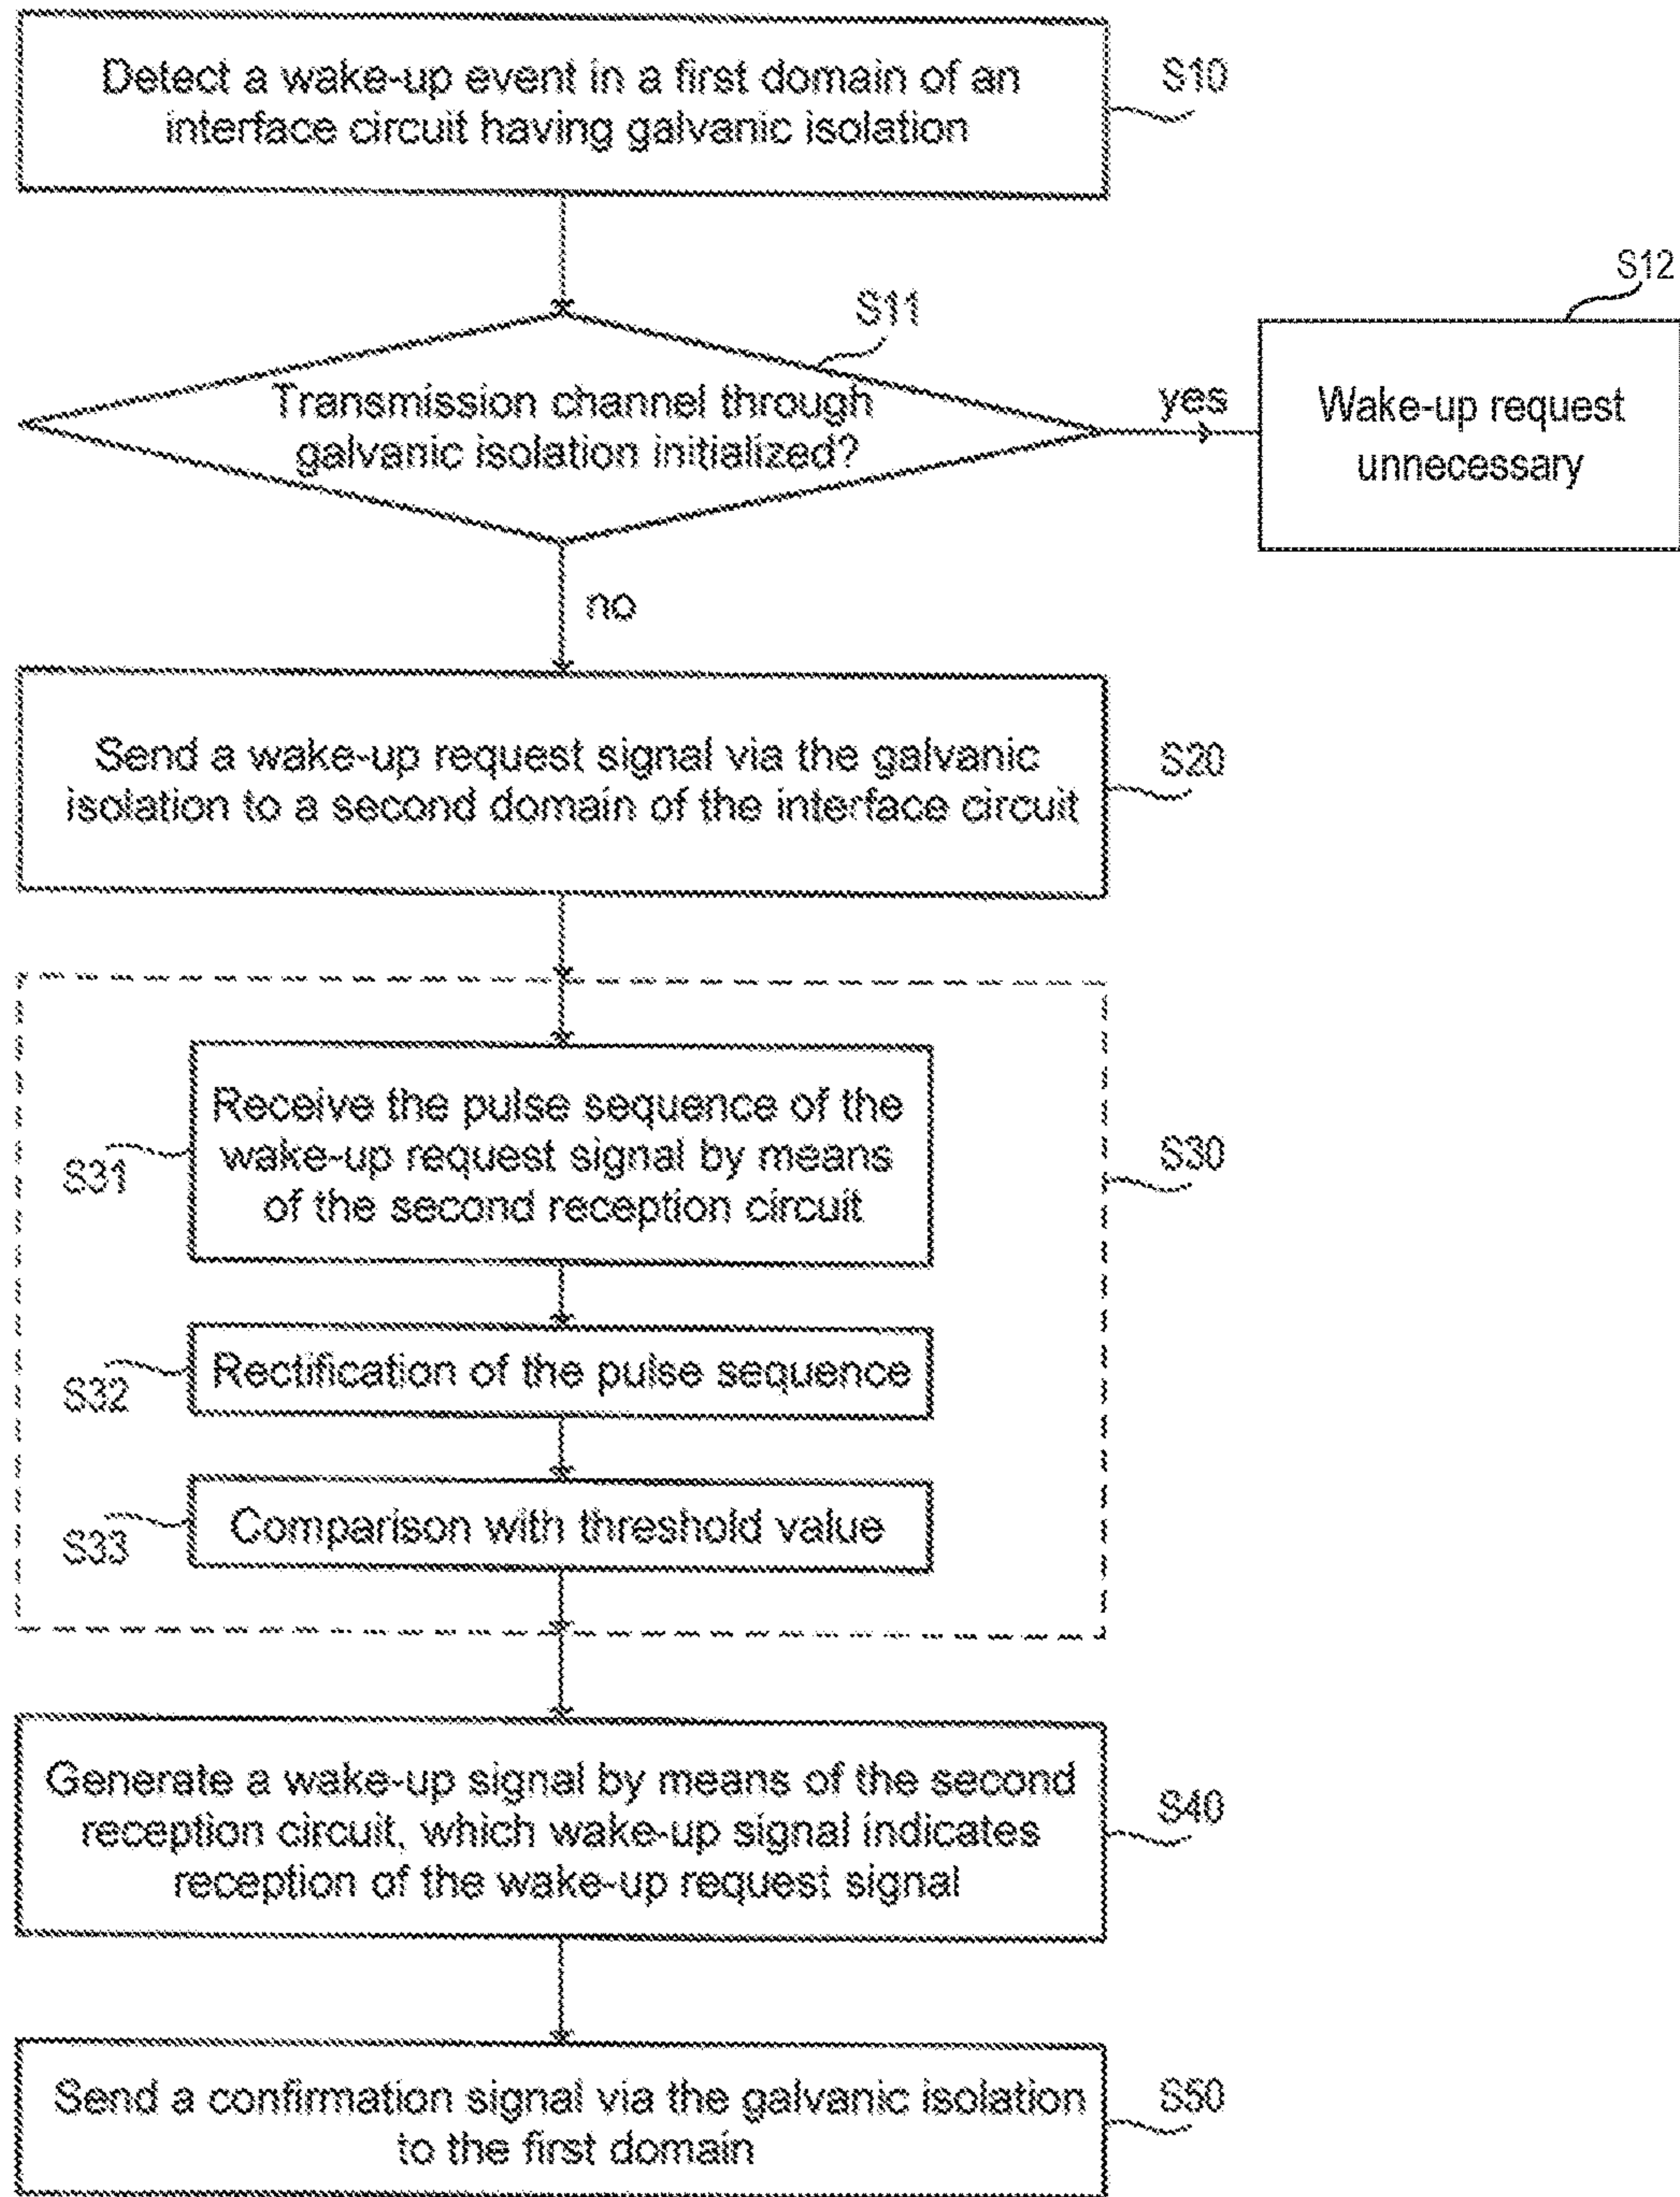 Detect a wake-up event in a first domain of an
interface circuit having galvanic isolation
S10
S12
S11
Transmission channel through
galvanic isolation initialized?
yes
Wake-up request
unnecessary
no
Send a wake-up request signal via the galvanic
isolation to a second domain of the interface circuit
S20
Receive the pulse sequence of the
wake-up request signal by means
of the second reception circuit
S31
S30
Rectification of the pulse sequence
S32
Comparison with threshold value
S33
Generate a wake-up signal by means of the second
reception circuit, which wake-up signal indicates
reception of the wake-up request signal
S40
Send a confirmation signal via the galvanic isolation
to the first domain
S50